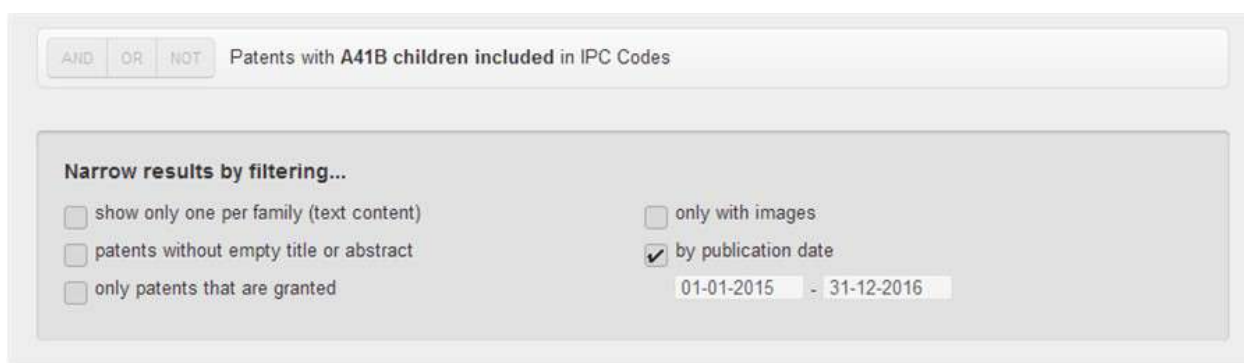 AND OR NOT Patents with A41B children included in IPC Codes
Narrow results by filtering...
show only one per family (text content)
only with images
patents without empty title or abstract
by publication date
only patents that are granted
01-01-2015 - 31-12-2016